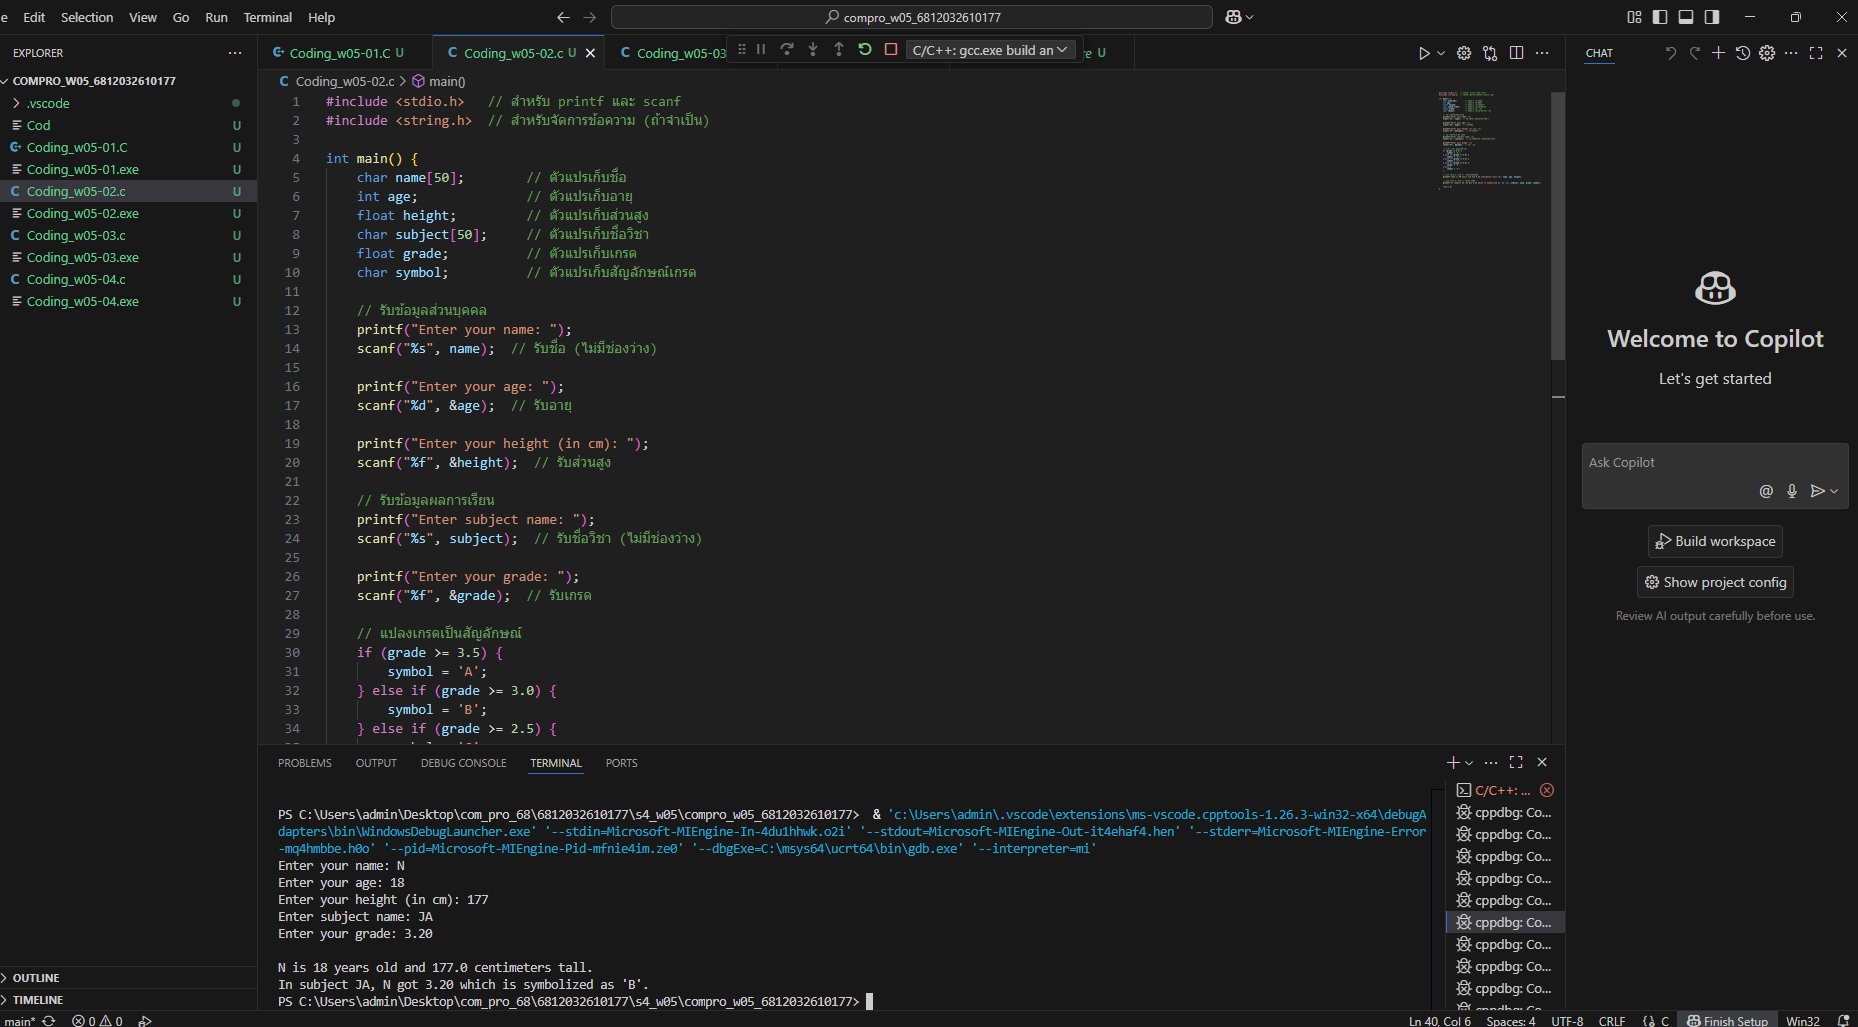 e Edit Selection View Go Run Terminal Help
compro_w05_6812032610177
EXPLORER
COMPRO_W05_6812032610177
.vscode
Cod U
Coding_w05-01.C U
Coding_w05-01.exe U
Coding_w05-02.c U
Coding_w05-02.exe U
Coding_w05-03.c U
Coding_w05-03.exe U
Coding_w05-04.c U
Coding_w05-04.exe U
OUTLINE
TIMELINE
Coding_w05-01.C U
Coding_w05-02.c U
Coding_w05-03
C/C++: gcc.exe build an
e U
Coding_w05-02.c > main()
1 #include <stdio.h> // สำหรับ printf และ scanf
2 #include <string.h> // สำหรับจัดการข้อความ (ถ้าจำเป็น)
3
4 int main() {
5 char name[50]; // ตัวแปรเก็บชื่อ
6 int age; // ตัวแปรเก็บอายุ
7 float height; // ตัวแปรเก็บส่วนสูง
8 char subject[50]; // ตัวแปรเก็บชื่อวิชา
9 float grade; // ตัวแปรเก็บเกรด
10 char symbol; // ตัวแปรเก็บสัญลักษณ์เกรด
11
12 // รับข้อมูลส่วนบุคคล
13 printf("Enter your name: ");
14 scanf("%s", name); // รับชื่อ (ไม่มีช่องว่าง)
15
16 printf("Enter your age: ");
17 scanf("%d", &age); // รับอายุ
18
19 printf("Enter your height (in cm): ");
20 scanf("%f", &height); // รับส่วนสูง
21
22 // รับข้อมูลผลการเรียน
23 printf("Enter subject name: ");
24 scanf("%s", subject); // รับชื่อวิชา (ไม่มีช่องว่าง)
25
26 printf("Enter your grade: ");
27 scanf("%f", &grade); // รับเกรด
28
29 // แปลงเกรดเป็นสัญลักษณ์
30 if (grade >= 3.5) {
31 symbol = 'A';
32 } else if (grade >= 3.0) {
33 symbol = 'B';
34 } else if (grade >= 2.5) {
PROBLEMS OUTPUT DEBUG CONSOLE TERMINAL PORTS
PS C:\Users\admin\Desktop\com_pro_68\6812032610177\s4_w05\compro_w05_6812032610177> & 'c:\Users\admin\.vscode\extensions\ms-vscode.cpptools-1.26.3-win32-x64\debugA
dapters\bin\WindowsDebugLauncher.exe' '--stdin=Microsoft-MIEngine-In-4du1hhwk.o2i' '--stdout=Microsoft-MIEngine-Out-it4ehaf4.hen' '--stderr=Microsoft-MIEngine-Error
-mq4hmbbe.h0o' '--pid=Microsoft-MIEngine-Pid-mfnie4im.ze0' '--dbgExe=C:\msys64\ucrt64\bin\gdb.exe' '--interpreter=mi'
Enter your name: N
Enter your age: 18
Enter your height (in cm): 177
Enter subject name: JA
Enter your grade: 3.20
N is 18 years old and 177.0 centimeters tall.
In subject JA, N got 3.20 which is symbolized as 'B'.
PS C:\Users\admin\Desktop\com_pro_68\6812032610177\s4_w05\compro_w05_6812032610177>
C/C++: ...
cppdbg: Co...
cppdbg: Co...
cppdbg: Co...
cppdbg: Co...
cppdbg: Co...
cppdbg: Co...
cppdbg: Co...
cppdbg: Co...
cppdbg: Co...
CHAT
Welcome to Copilot
Let's get started
Ask Copilot
Build workspace
Show project config
Review AI output carefully before use.
main* 0 0
Ln 40, Col 6 Spaces: 4 UTF-8 CRLF {} C Finish Setup Win32